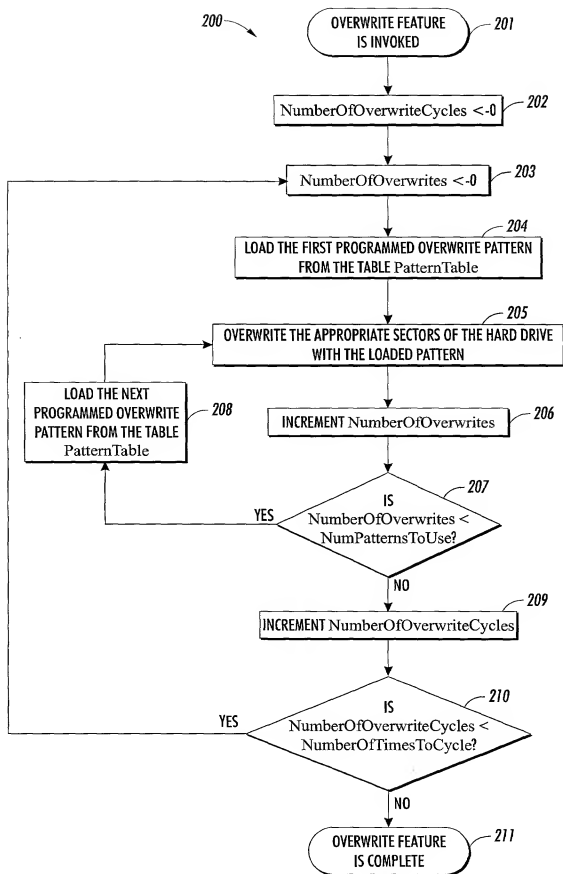 200
OVERWRITE FEATURE
IS INVOKED
201
NumberOfOverwriteCycles <-0
202
NumberOfOverwrites <-0
203
204
LOAD THE FIRST PROGRAMMED OVERWRITE PATTERN
FROM THE TABLE PatternTable
205
OVERWRITE THE APPROPRIATE SECTORS OF THE HARD DRIVE
WITH THE LOADED PATTERN
LOAD THE NEXT
PROGRAMMED OVERWRITE
PATTERN FROM THE TABLE
PatternTable
208
INCREMENT NumberOfOverwrites
206
207
IS
NumberOfOverwrites <
NumPatternsToUse?
YES
NO
209
INCREMENT NumberOfOverwriteCycles
210
IS
NumberOfOverwriteCycles <
NumberOfTimesToCycle?
YES
NO
OVERWRITE FEATURE
IS COMPLETE
211